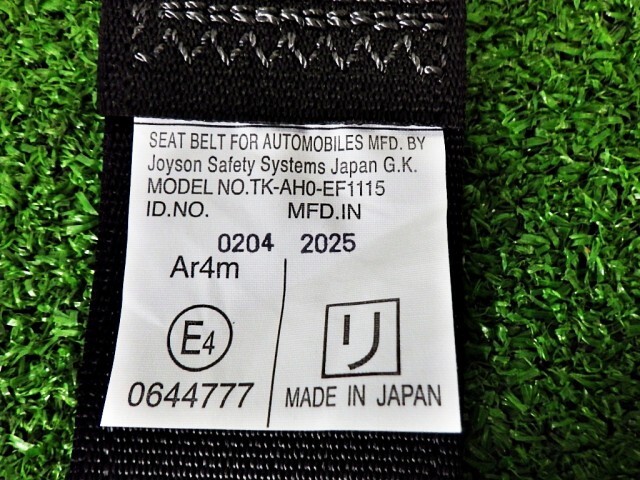 SEAT BELT FOR AUTOMOBILES MFD. BY
Joyson Safety Systems Japan G.K.
MODEL NO.TK-AH0-EF1115
ID.NO. MFD.IN
0204 2025
Ar4m
E4
リ
0644777
MADE IN JAPAN